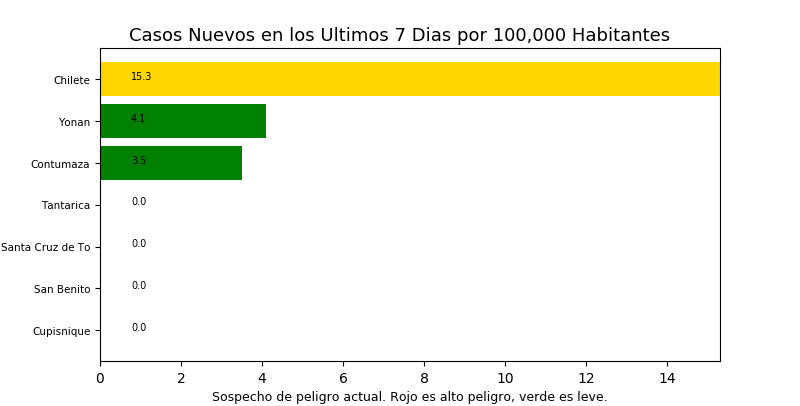 Casos Nuevos en los Ultimos 7 Dias por 100,000 Habitantes
Chilete 15.3
Yonan 4.1
Contumaza 3.5
Tantarica 0.0
Santa Cruz de To 0.0
San Benito 0.0
Cupisnique 0.0
0 2 4 6 8 10 12 14
Sospecho de peligro actual. Rojo es alto peligro, verde es leve.